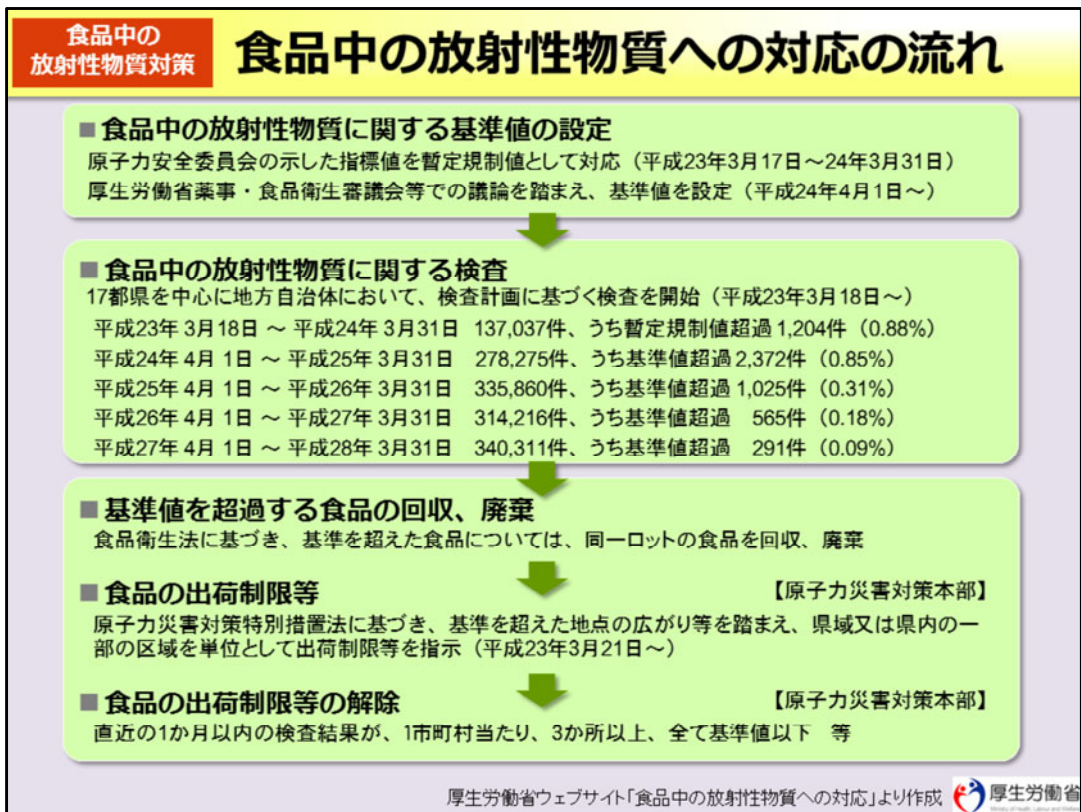 食品中の
放射性物質対策
食品中の放射性物質への対応の流れ
■食品中の放射性物質に関する基準値の設定
原子力安全委員会の示した指標値を暫定規制値として対応（平成23年3月17日～24年3月31日）
厚生労働省薬事・食品衛生審議会等での議論を踏まえ、基準値を設定（平成24年4月1日～）
■食品中の放射性物質に関する検査
17都県を中心に地方自治体において、検査計画に基づく検査を開始（平成23年3月18日～）
平成23年 3月18日 ～ 平成24年 3月31日 137,037件、うち暫定規制値超過 1,204件（0.88%）
平成24年 4月 1日 ～ 平成25年 3月31日 278,275件、うち基準値超過 2,372件（0.85%）
平成25年 4月 1日 ～ 平成26年 3月31日 335,860件、うち基準値超過 1,025件（0.31%）
平成26年 4月 1日 ～ 平成27年 3月31日 314,216件、うち基準値超過 565件（0.18%）
平成27年 4月 1日 ～ 平成28年 3月31日 340,311件、うち基準値超過 291件（0.09%）
■基準値を超過する食品の回収、廃棄
食品衛生法に基づき、基準を超えた食品については、同一ロットの食品を回収、廃棄
■食品の出荷制限等 【原子力災害対策本部】
原子力災害対策特別措置法に基づき、基準を超えた地点の広がり等を踏まえ、県域又は県内の一
部の区域を単位として出荷制限等を指示（平成23年3月21日～）
■食品の出荷制限等の解除 【原子力災害対策本部】
直近の1か月以内の検査結果が、1市町村当たり、3か所以上、全て基準値以下 等
厚生労働省ウェブサイト「食品中の放射性物質への対応」より作成 厚生労働省